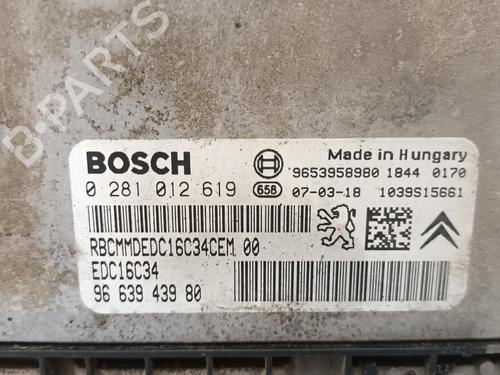 B-PARTS
BOSCH
Made in Hungary
9653958980 1844 0170
0 281 012 619
658
07-03-18 1039S15661
RBCMMDEDC16C34CEM 00
EDC16C34
96 639 439 80